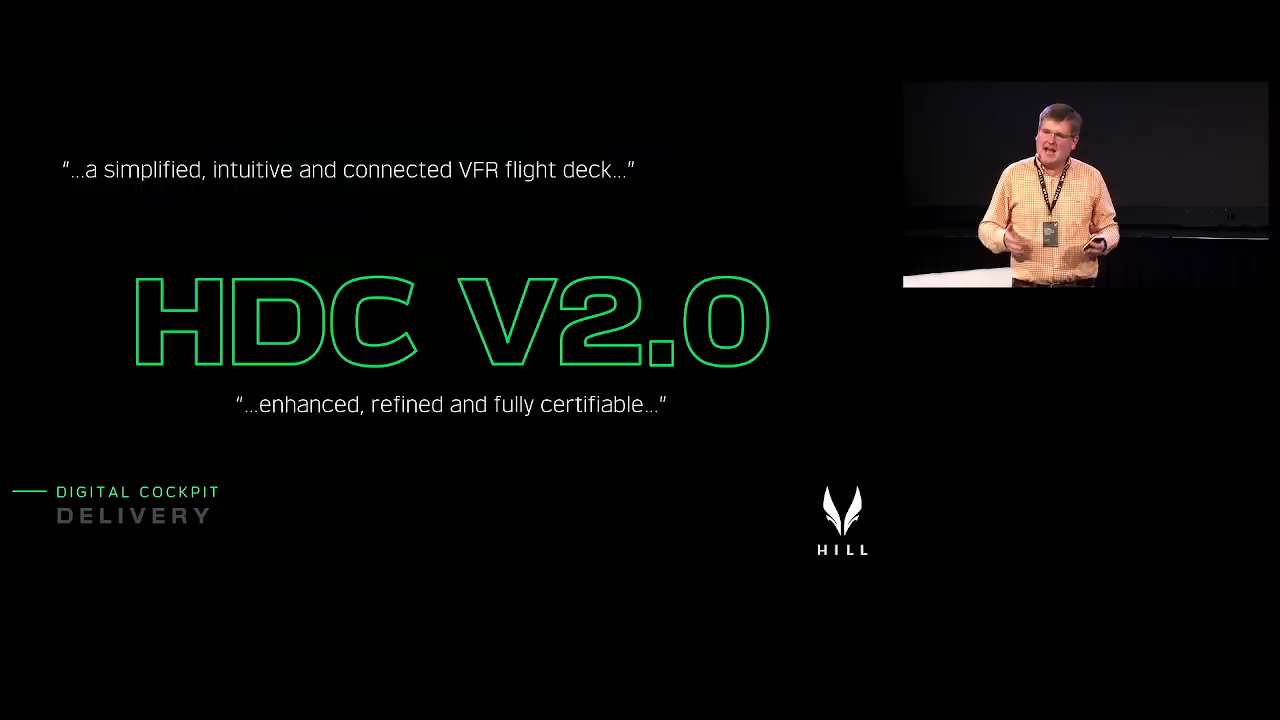 “...a simplified, intuitive and connected VFR flight deck...”
HDC V2.0
“...enhanced, refined and fully certifiable...”
DIGITAL COCKPIT
DELIVERY
HILL